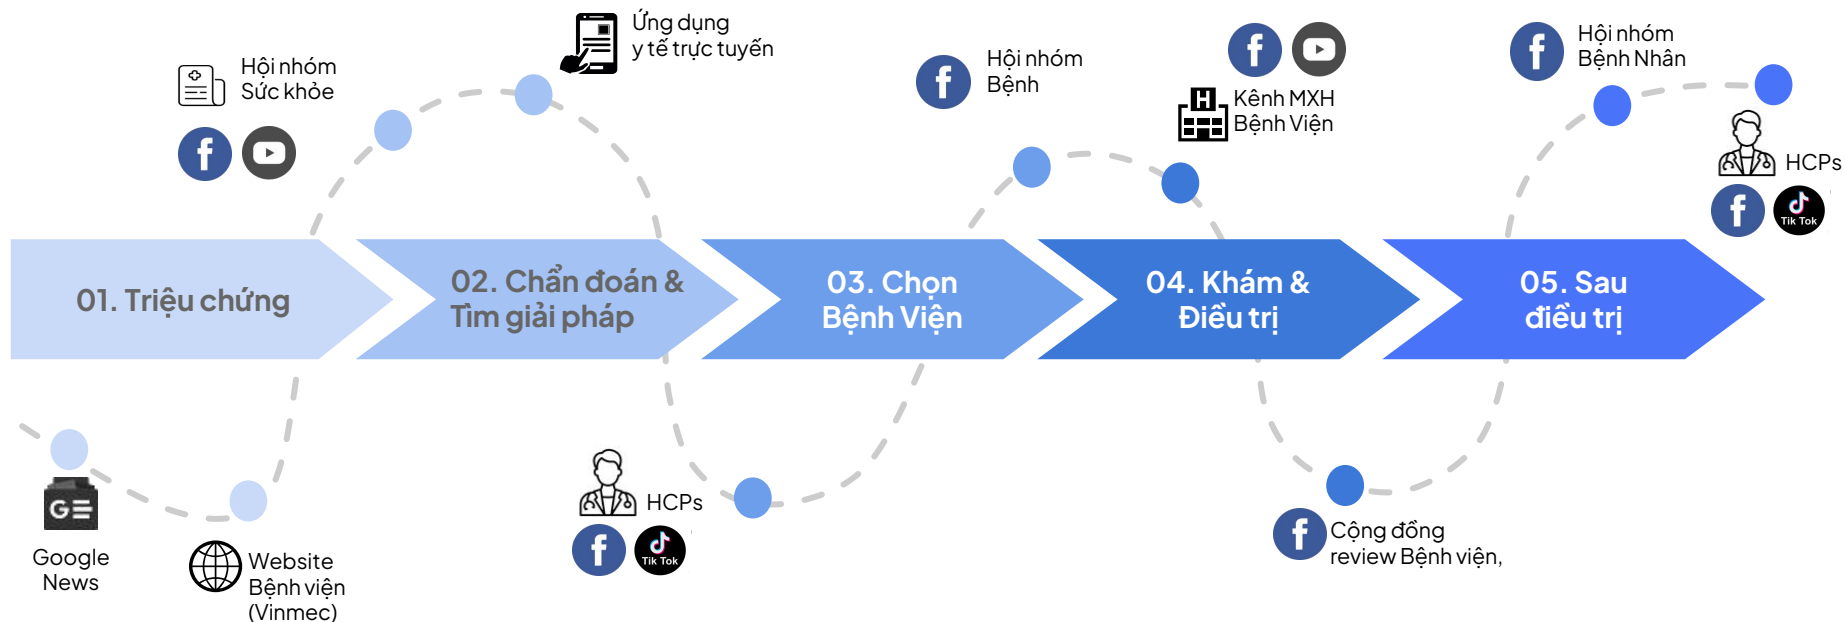 Hội nhóm
Sức khỏe
Ứng dụng
y tế trực tuyến
Hội nhóm
Bệnh
H
Kênh MXH
Bệnh Viện
Hội nhóm
Bệnh Nhân
HCPs
Tik Tok
01. Triệu chứng
02. Chẩn đoán &
Tìm giải pháp
03. Chọn
Bệnh Viện
04. Khám &
Điều trị
05. Sau
điều trị
G
Google
News
Website
Bệnh viện
(Vinmec)
HCPs
Tik Tok
Cộng đồng
review Bệnh viện,